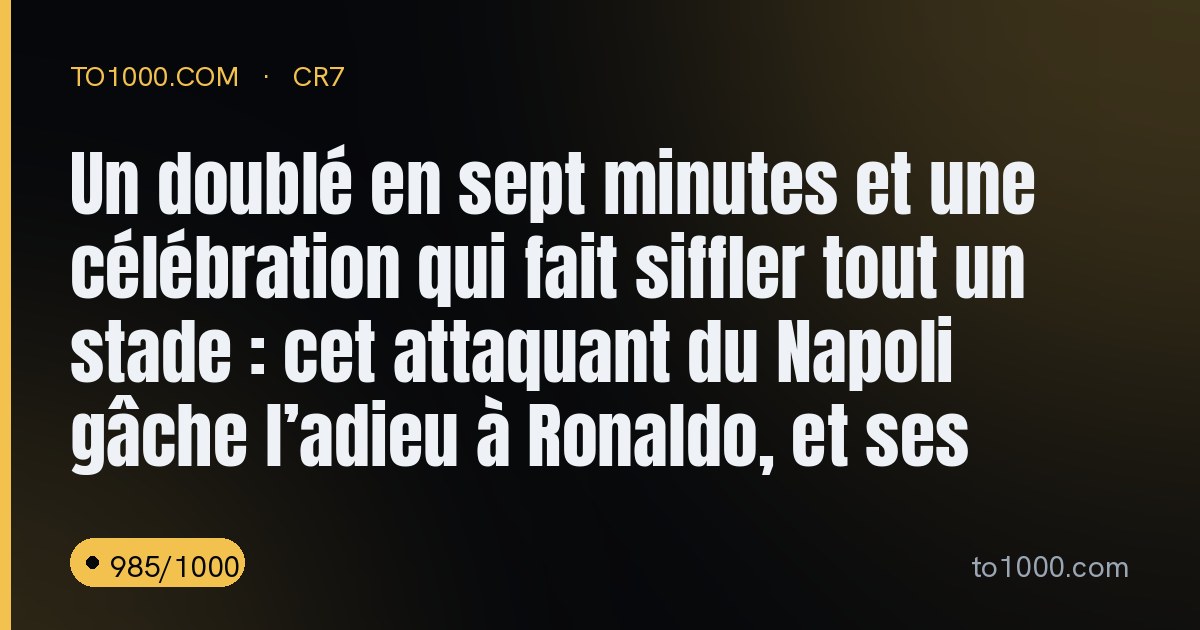 TO1000.COM · CR7
Un doublé en sept minutes et une
célébration qui fait siffler tout un
stade : cet attaquant du Napoli
gâche l’adieu à Ronaldo, et ses
985/1000
to1000.com